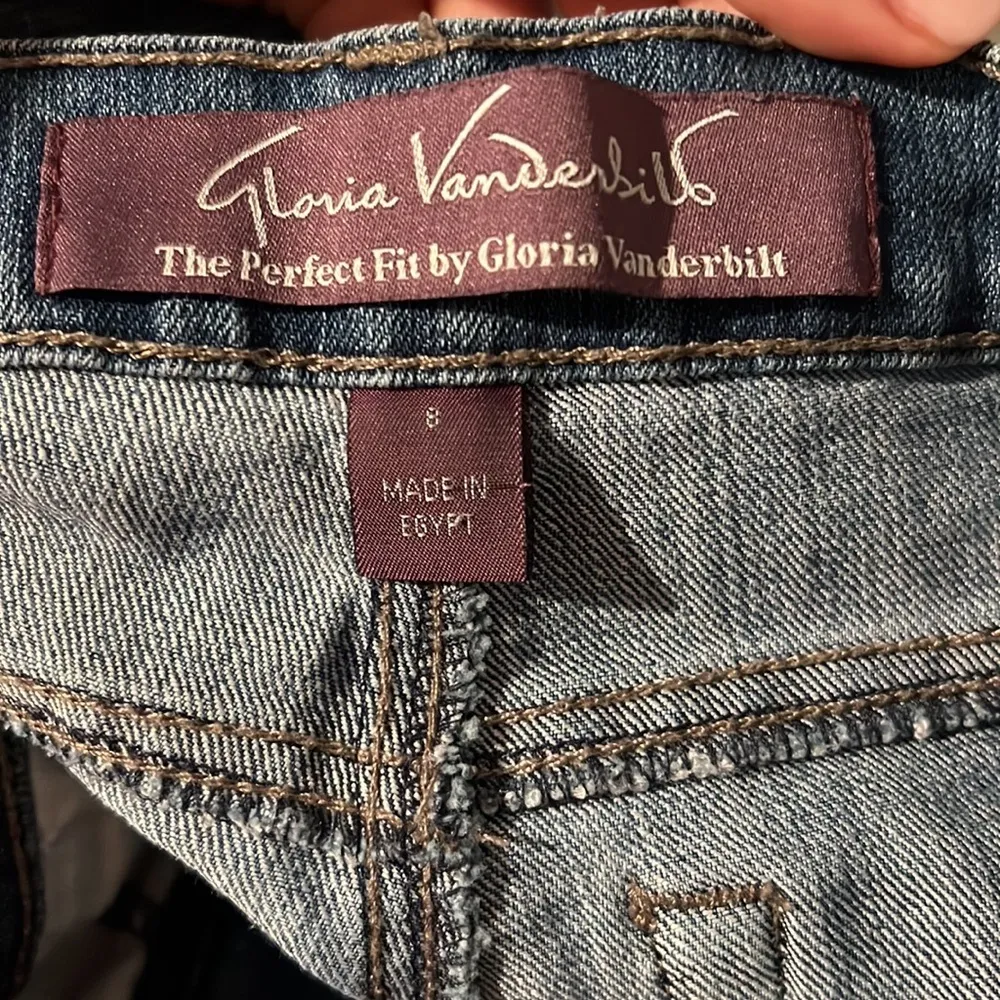 Gloria Vanderbilt
The Perfect Fit by Gloria Vanderbilt
8
MADE IN
EGYPT